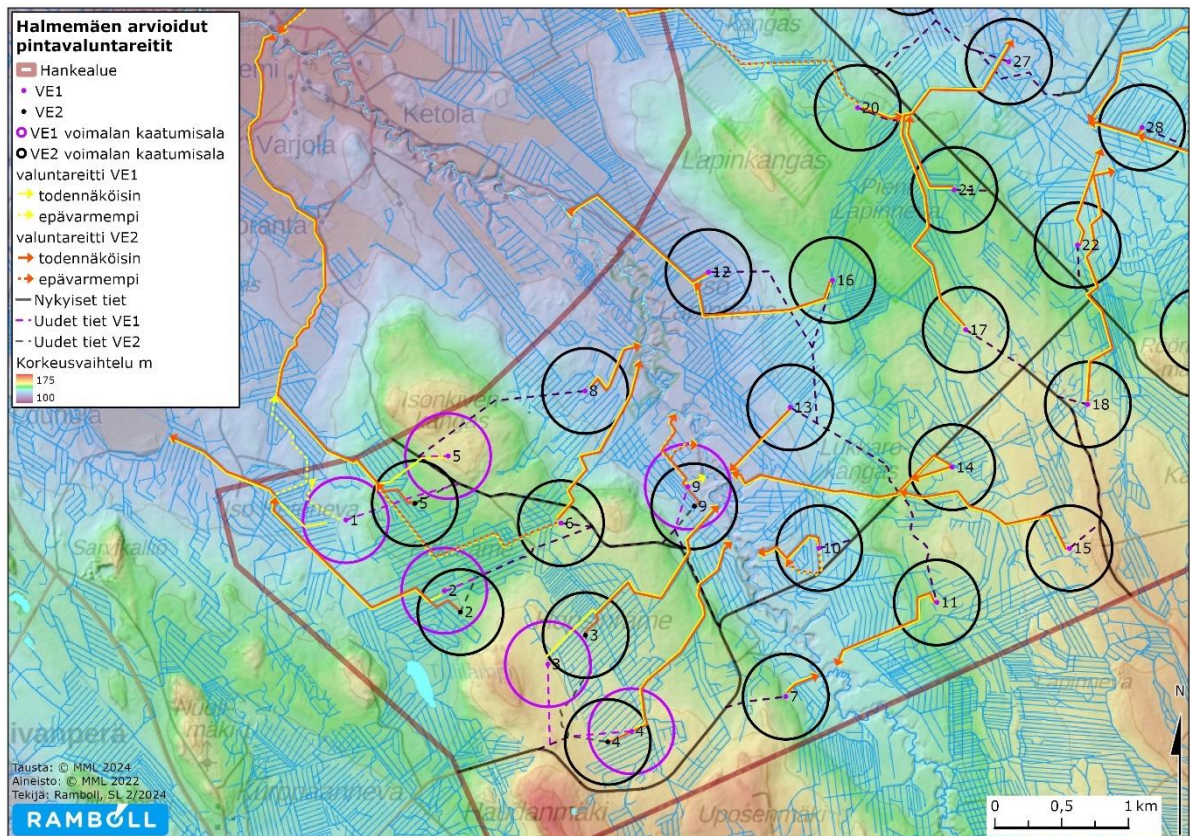 Halmemäen arvioidut
pintavaluntareitit
Hankealue
VE1
VE2
VE1 voimalan kaatumisala
VE2 voimalan kaatumisala
valuntareitti VE1
todennäköisin
epävarmempi
valuntareitti VE2
todennäköisin
epävarmempi
Nykyiset tiet
Uudet tiet VE1
Uudet tiet VE2
Korkeusvaihtelu m
175
100
kangas
27
Ketola
20
28
Varjola
Lapinkangas
21
Lapinneva
22
12
16
17
8
13
18
5
14
9
5
9
1
6
10
15
2
2
11
3
3
7
Lapinneva
4
4
Tausta: © MML 2024
Aineisto: © MML 2022
Tekijä: Ramboll, SL 2/2024
RAMBOLL
Haudanmäki
Uposenmäki
N
0 0,5 1 km